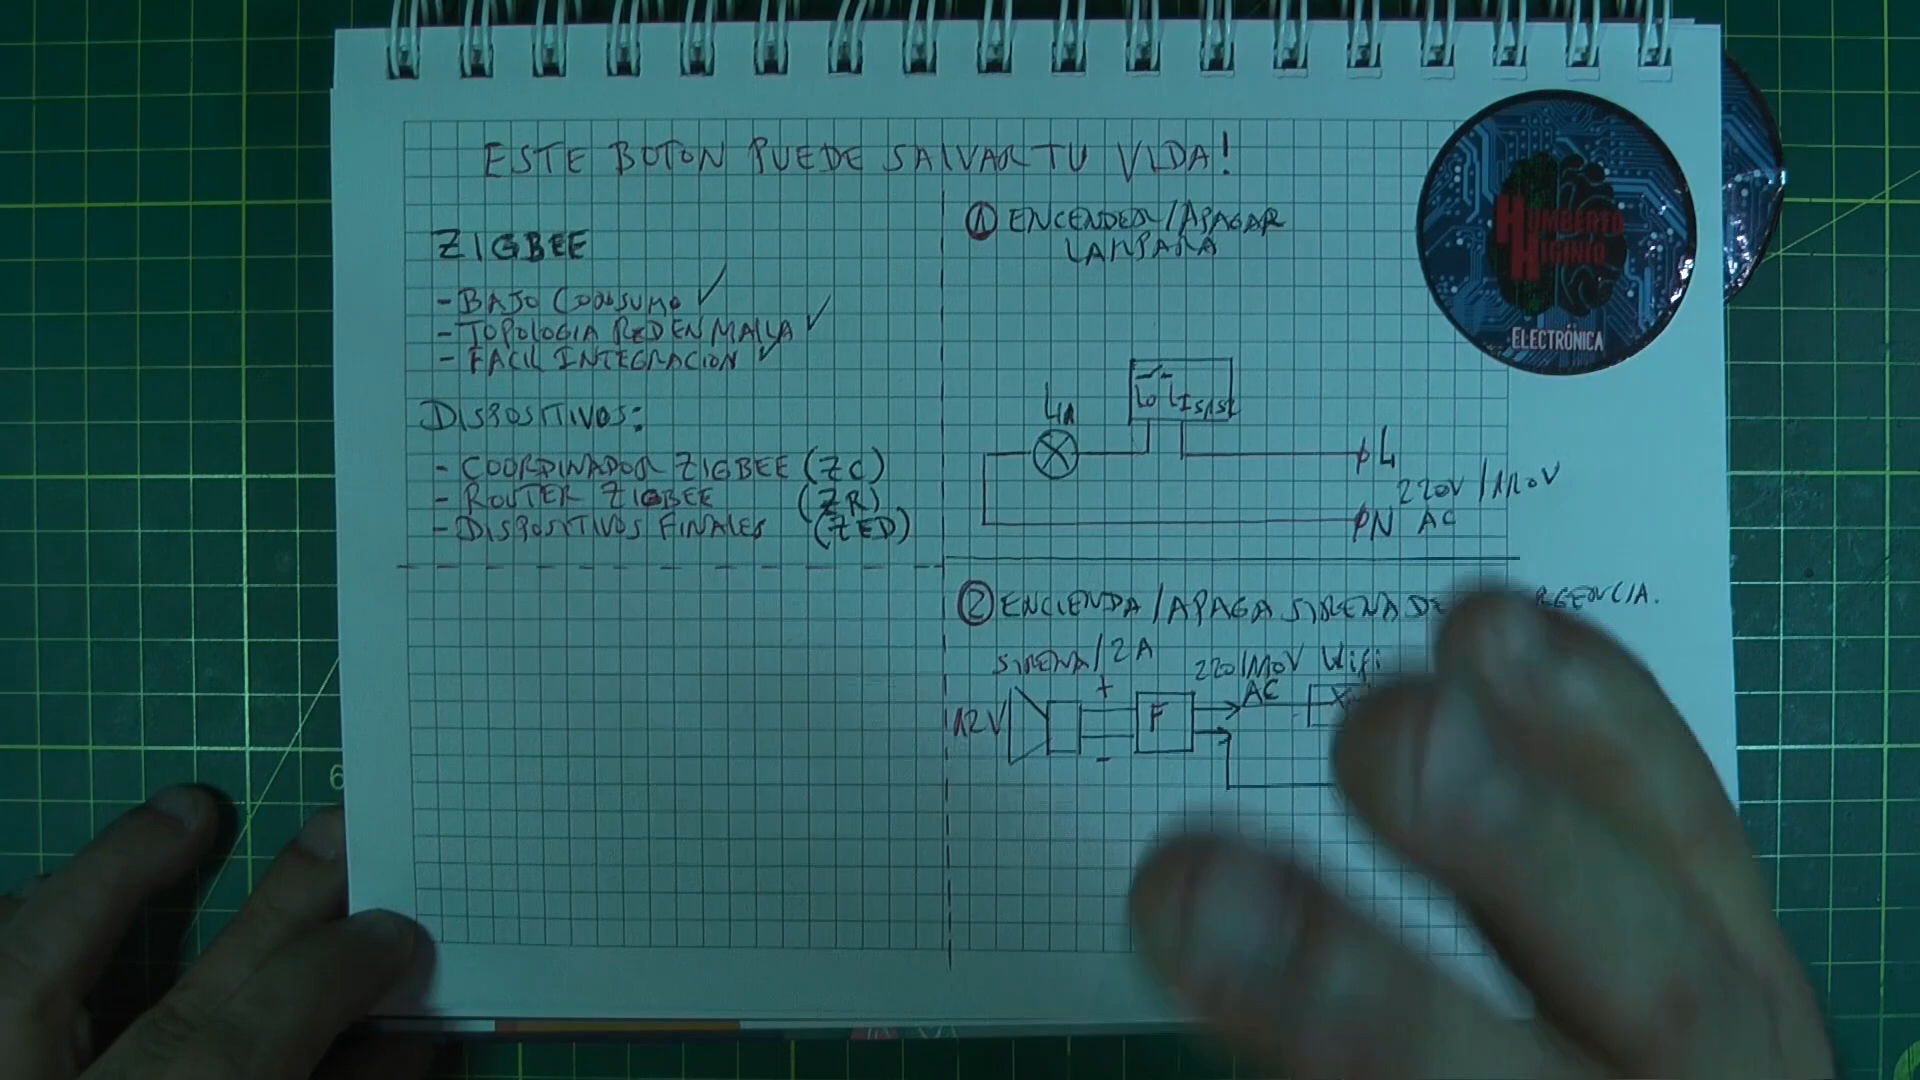 ESTE BOTON PUEDE SALVAR TU VIDA!
ZIGBEE
- BAJO CONSUMO ✓
- TOPOLOGIA RED EN MALLA ✓
- FACIL INTEGRACION ✓
DISPOSITIVOS:
- COORDINADOR ZIGBEE (ZC)
- ROUTER ZIGBEE (ZR)
- DISPOSITIVOS FINALES (ZED)
1 ENCENDER/APAGAR
LAMPARA
L
220V/110V
N AC
2 ENCIENDA/APAGA SIRENA DE RGENCIA.
SIRENA/2A
220/110V Wifi
AC
+
12V
F
-
HUMBERTO
HIGINIO
ELECTRÓNICA
6